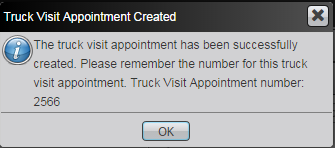 Truck Visit Appointment Created
The truck visit appointment has been successfully
created. Please remember the number for this truck
visit appointment. Truck Visit Appointment number:
2566
OK